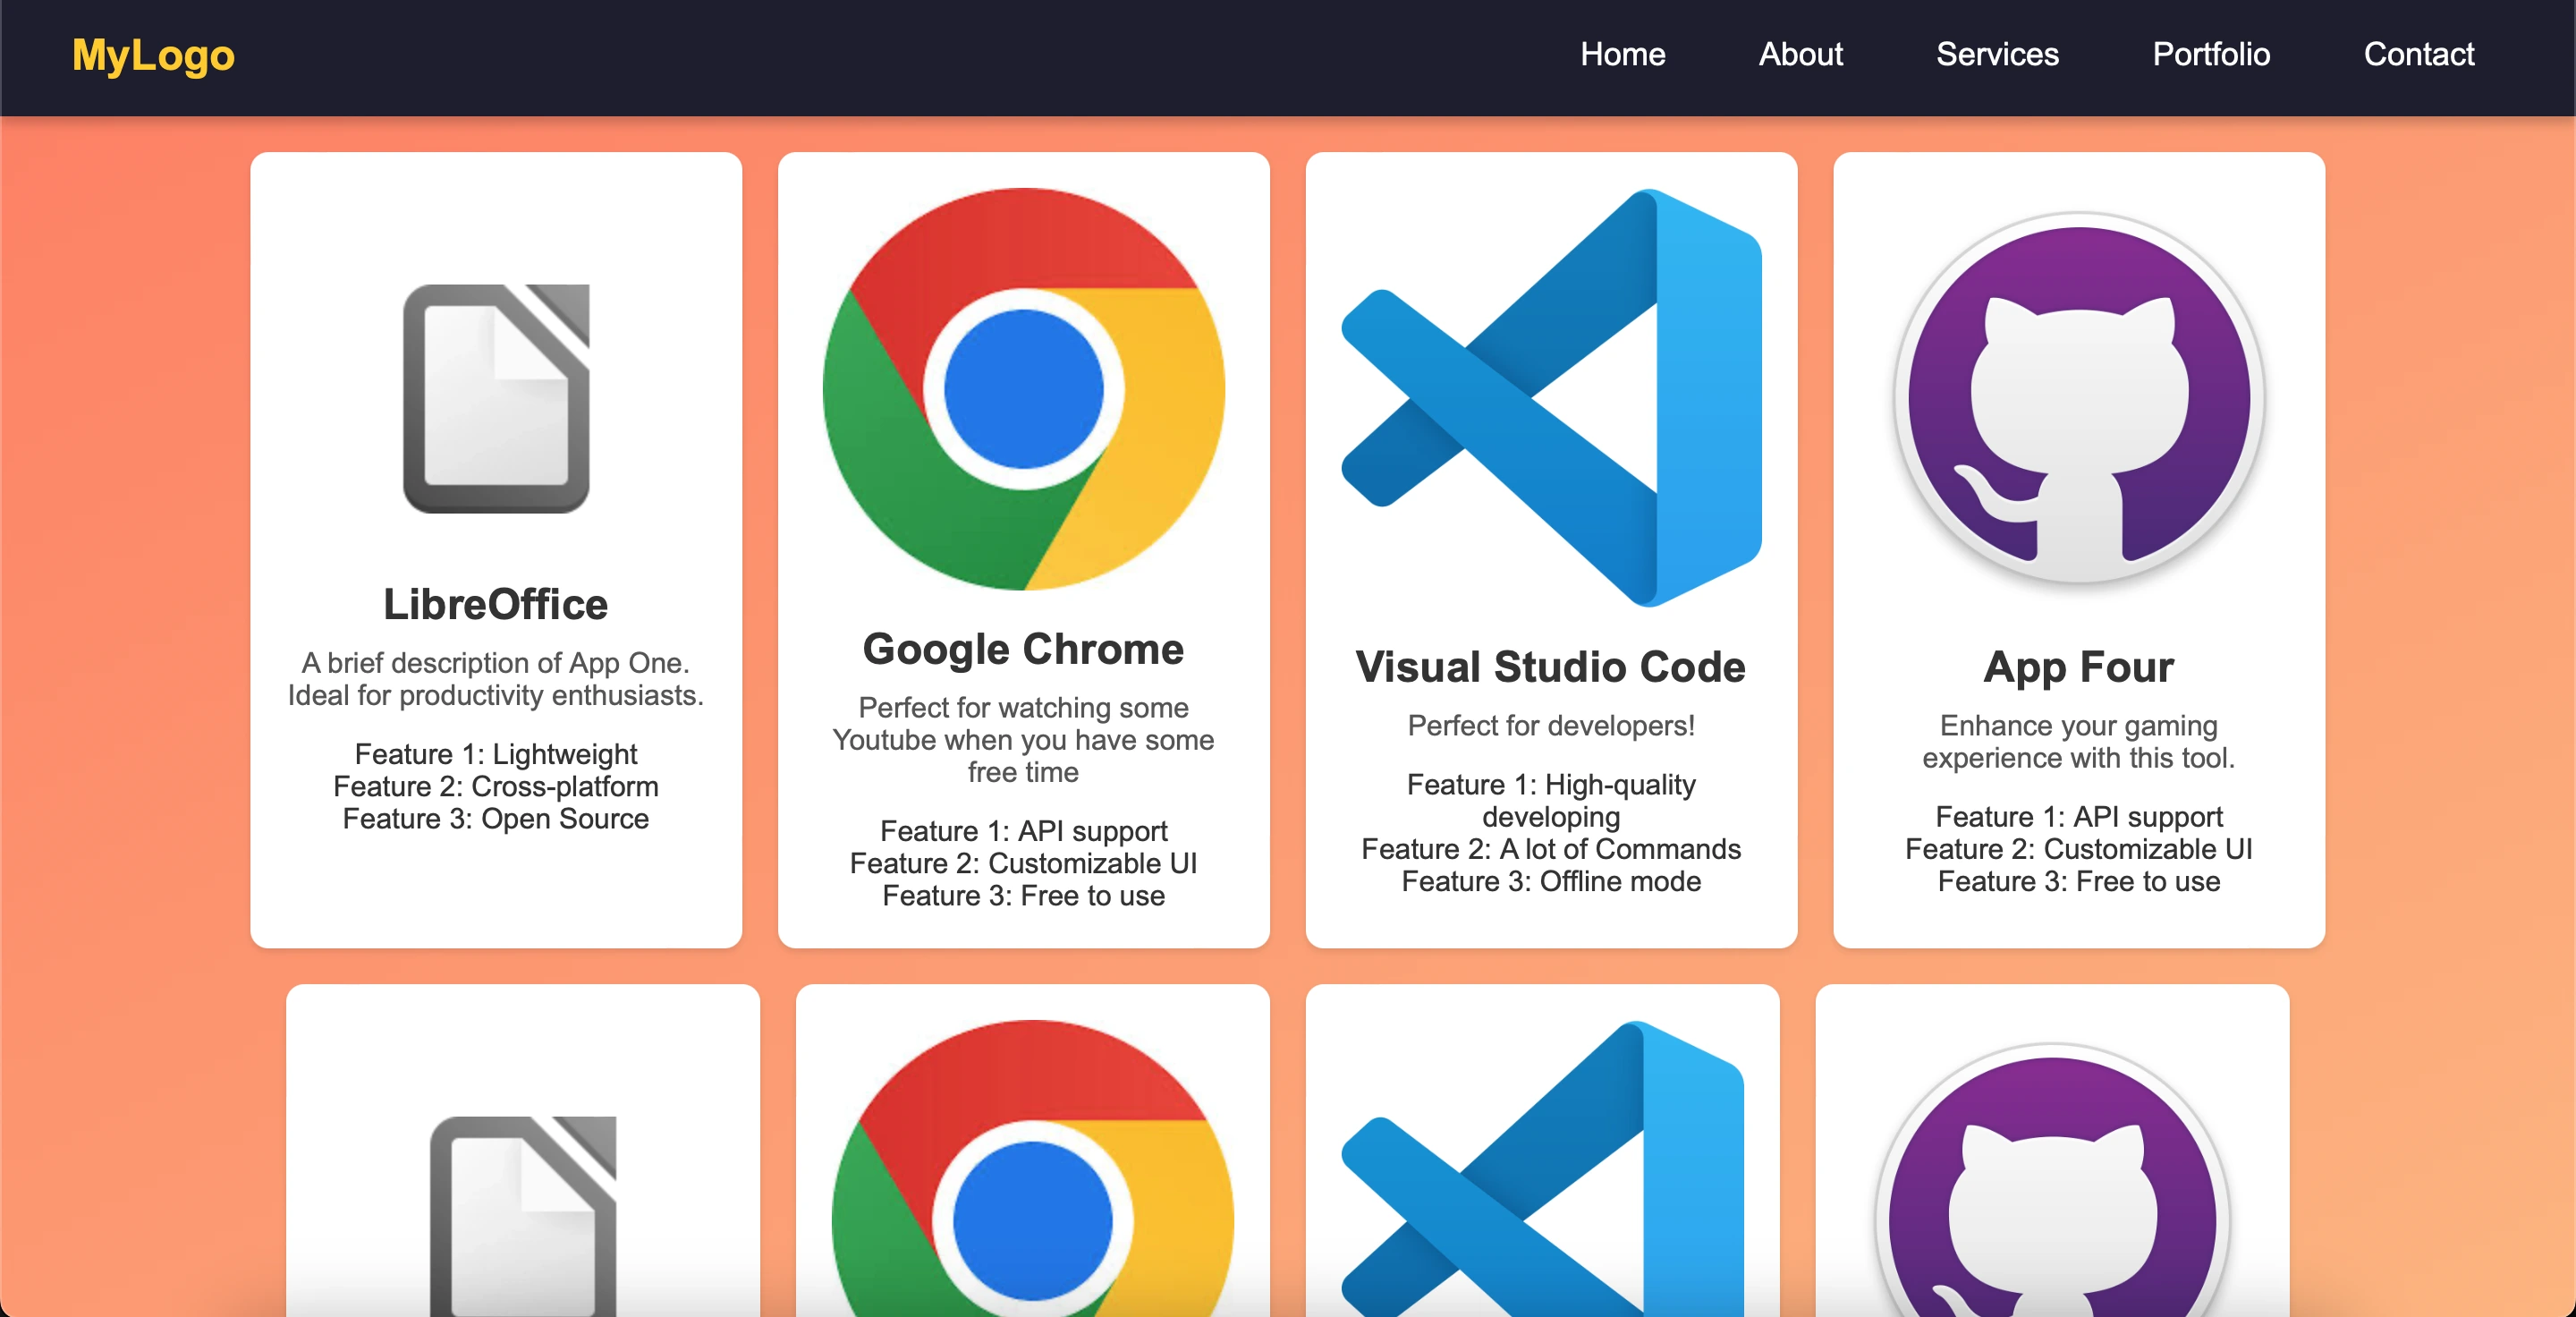 MyLogo
Home
About
Services
Portfolio
Contact
LibreOffice
A brief description of App One.
Ideal for productivity enthusiasts.
Feature 1: Lightweight
Feature 2: Cross-platform
Feature 3: Open Source
Google Chrome
Perfect for watching some
Youtube when you have some
free time
Feature 1: API support
Feature 2: Customizable UI
Feature 3: Free to use
Visual Studio Code
Perfect for developers!
Feature 1: High-quality
developing
Feature 2: A lot of Commands
Feature 3: Offline mode
App Four
Enhance your gaming
experience with this tool.
Feature 1: API support
Feature 2: Customizable UI
Feature 3: Free to use